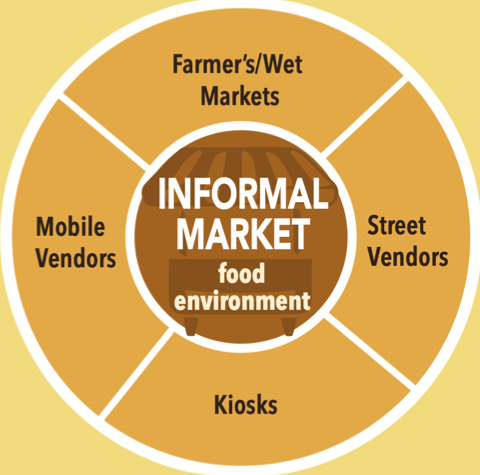 Farmer's/Wet
Markets
Mobile
Vendors
INFORMAL
MARKET
food
environment
Street
Vendors
Kiosks